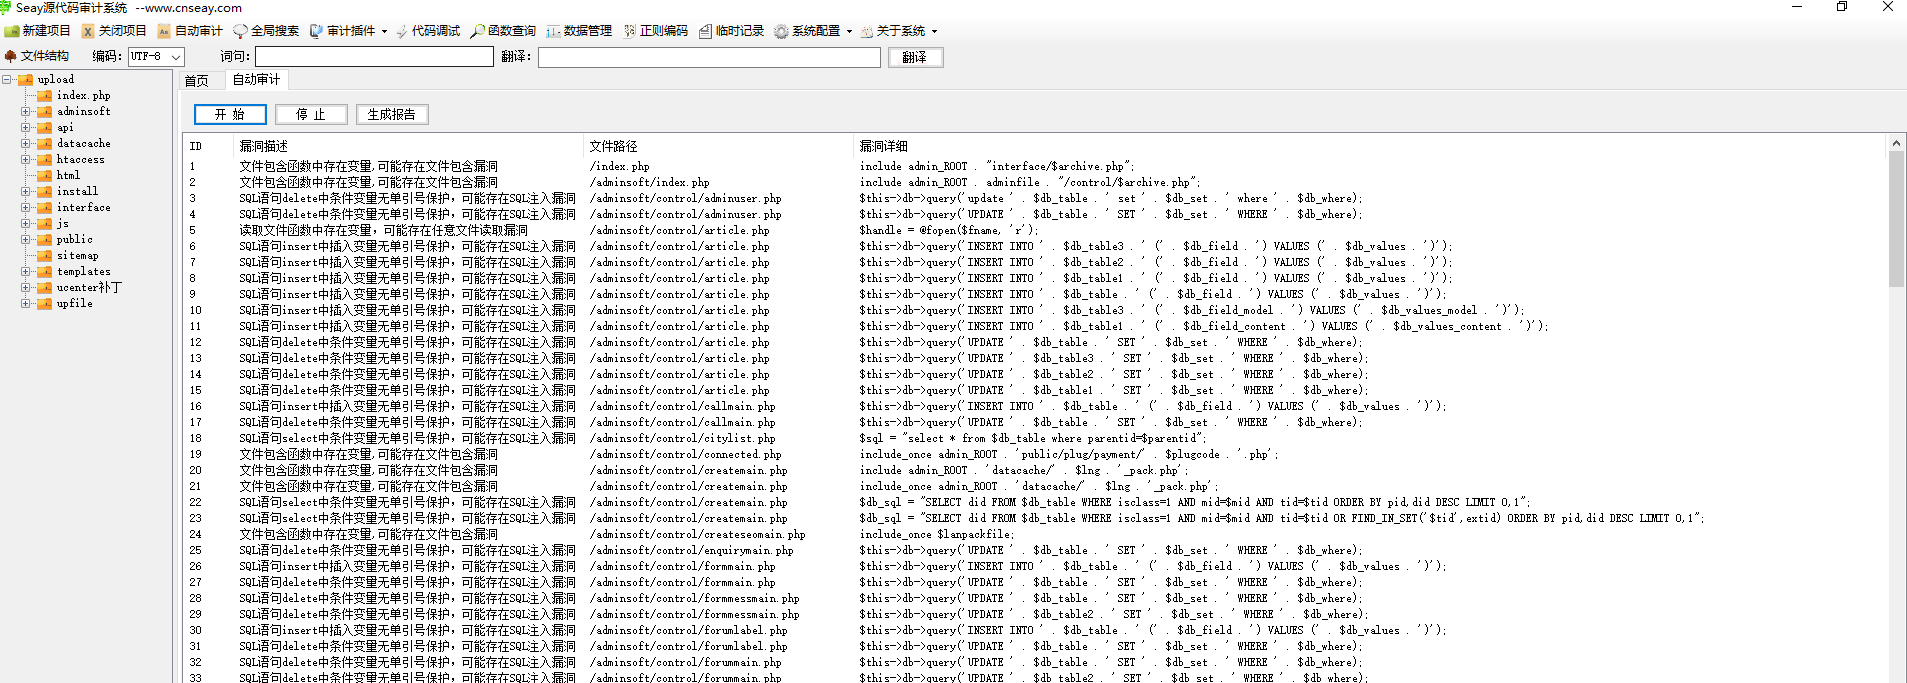 Seay源代码审计系统  --www.cnseay.com
新建项目 关闭项目 自动审计 全局搜索 审计插件 代码调试 函数查询 数据管理 正则编码 临时记录 系统配置 关于系统
文件结构 编码: UTF-8 词句: 翻译: 翻译
首页 自动审计
upload
index.php
adminsoft
api
datacache
htaccess
html
install
interface
js
public
sitemap
templates
ucenter补丁
upfile
开 始 停 止 生成报告
ID 漏洞描述 文件路径 漏洞详细
1 文件包含函数中存在变量,可能存在文件包含漏洞 /index.php include admin_ROOT . "interface/$archive.php";
2 文件包含函数中存在变量,可能存在文件包含漏洞 /adminsoft/index.php include admin_ROOT . adminfile . "/control/$archive.php";
3 SQL语句delete中条件变量无单引号保护，可能存在SQL注入漏洞 /adminsoft/control/adminuser.php $this->db->query('update ' . $db_table . ' set ' . $db_set . ' where ' . $db_where);
4 SQL语句delete中条件变量无单引号保护，可能存在SQL注入漏洞 /adminsoft/control/adminuser.php $this->db->query('UPDATE ' . $db_table . ' SET ' . $db_set . ' WHERE ' . $db_where);
5 读取文件函数中存在变量，可能存在任意文件读取漏洞 /adminsoft/control/article.php $handle = @fopen($fname, 'r');
6 SQL语句insert中插入变量无单引号保护，可能存在SQL注入漏洞 /adminsoft/control/article.php $this->db->query('INSERT INTO ' . $db_table3 . ' (' . $db_field . ') VALUES (' . $db_values . ')');
7 SQL语句insert中插入变量无单引号保护，可能存在SQL注入漏洞 /adminsoft/control/article.php $this->db->query('INSERT INTO ' . $db_table2 . ' (' . $db_field . ') VALUES (' . $db_values . ')');
8 SQL语句insert中插入变量无单引号保护，可能存在SQL注入漏洞 /adminsoft/control/article.php $this->db->query('INSERT INTO ' . $db_table1 . ' (' . $db_field . ') VALUES (' . $db_values . ')');
9 SQL语句insert中插入变量无单引号保护，可能存在SQL注入漏洞 /adminsoft/control/article.php $this->db->query('INSERT INTO ' . $db_table . ' (' . $db_field . ') VALUES (' . $db_values . ')');
10 SQL语句insert中插入变量无单引号保护，可能存在SQL注入漏洞 /adminsoft/control/article.php $this->db->query('INSERT INTO ' . $db_table3 . ' (' . $db_field_model . ') VALUES (' . $db_values_model . ')');
11 SQL语句insert中插入变量无单引号保护，可能存在SQL注入漏洞 /adminsoft/control/article.php $this->db->query('INSERT INTO ' . $db_table1 . ' (' . $db_field_content . ') VALUES (' . $db_values_content . ')');
12 SQL语句delete中条件变量无单引号保护，可能存在SQL注入漏洞 /adminsoft/control/article.php $this->db->query('UPDATE ' . $db_table . ' SET ' . $db_set . ' WHERE ' . $db_where);
13 SQL语句delete中条件变量无单引号保护，可能存在SQL注入漏洞 /adminsoft/control/article.php $this->db->query('UPDATE ' . $db_table3 . ' SET ' . $db_set . ' WHERE ' . $db_where);
14 SQL语句delete中条件变量无单引号保护，可能存在SQL注入漏洞 /adminsoft/control/article.php $this->db->query('UPDATE ' . $db_table2 . ' SET ' . $db_set . ' WHERE ' . $db_where);
15 SQL语句delete中条件变量无单引号保护，可能存在SQL注入漏洞 /adminsoft/control/article.php $this->db->query('UPDATE ' . $db_table1 . ' SET ' . $db_set . ' WHERE ' . $db_where);
16 SQL语句insert中插入变量无单引号保护，可能存在SQL注入漏洞 /adminsoft/control/callmain.php $this->db->query('INSERT INTO ' . $db_table . ' (' . $db_field . ') VALUES (' . $db_values . ')');
17 SQL语句delete中条件变量无单引号保护，可能存在SQL注入漏洞 /adminsoft/control/callmain.php $this->db->query('UPDATE ' . $db_table . ' SET ' . $db_set . ' WHERE ' . $db_where);
18 SQL语句select中条件变量无单引号保护，可能存在SQL注入漏洞 /adminsoft/control/citylist.php $sql = "select * from $db_table where parentid=$parentid";
19 文件包含函数中存在变量,可能存在文件包含漏洞 /adminsoft/control/connected.php include_once admin_ROOT . 'public/plug/payment/' . $plugcode . '.php';
20 文件包含函数中存在变量,可能存在文件包含漏洞 /adminsoft/control/createmain.php include admin_ROOT . 'datacache/' . $lng . '_pack.php';
21 文件包含函数中存在变量,可能存在文件包含漏洞 /adminsoft/control/createmain.php include_once admin_ROOT . 'datacache/' . $lng . '_pack.php';
22 SQL语句select中条件变量无单引号保护，可能存在SQL注入漏洞 /adminsoft/control/createmain.php $db_sql = "SELECT did FROM $db_table WHERE isclass=1 AND mid=$mid AND tid=$tid ORDER BY pid,did DESC LIMIT 0,1";
23 SQL语句select中条件变量无单引号保护，可能存在SQL注入漏洞 /adminsoft/control/createmain.php $db_sql = "SELECT did FROM $db_table WHERE isclass=1 AND mid=$mid AND tid=$tid OR FIND_IN_SET('$tid',extid) ORDER BY pid,did DESC LIMIT 0,1";
24 文件包含函数中存在变量,可能存在文件包含漏洞 /adminsoft/control/createseomain.php include_once $lanpackfile;
25 SQL语句delete中条件变量无单引号保护，可能存在SQL注入漏洞 /adminsoft/control/enquirymain.php $this->db->query('UPDATE ' . $db_table . ' SET ' . $db_set . ' WHERE ' . $db_where);
26 SQL语句insert中插入变量无单引号保护，可能存在SQL注入漏洞 /adminsoft/control/formmain.php $this->db->query('INSERT INTO ' . $db_table . ' (' . $db_field . ') VALUES (' . $db_values . ')');
27 SQL语句delete中条件变量无单引号保护，可能存在SQL注入漏洞 /adminsoft/control/formmain.php $this->db->query('UPDATE ' . $db_table . ' SET ' . $db_set . ' WHERE ' . $db_where);
28 SQL语句delete中条件变量无单引号保护，可能存在SQL注入漏洞 /adminsoft/control/formmessmain.php $this->db->query('UPDATE ' . $db_table . ' SET ' . $db_set . ' WHERE ' . $db_where);
29 SQL语句delete中条件变量无单引号保护，可能存在SQL注入漏洞 /adminsoft/control/formmessmain.php $this->db->query('UPDATE ' . $db_table2 . ' SET ' . $db_set . ' WHERE ' . $db_where);
30 SQL语句insert中插入变量无单引号保护，可能存在SQL注入漏洞 /adminsoft/control/forumlabel.php $this->db->query('INSERT INTO ' . $db_table . ' (' . $db_field . ') VALUES (' . $db_values . ')');
31 SQL语句delete中条件变量无单引号保护，可能存在SQL注入漏洞 /adminsoft/control/forumlabel.php $this->db->query('UPDATE ' . $db_table . ' SET ' . $db_set . ' WHERE ' . $db_where);
32 SQL语句delete中条件变量无单引号保护，可能存在SQL注入漏洞 /adminsoft/control/forummain.php $this->db->query('UPDATE ' . $db_table . ' SET ' . $db_set . ' WHERE ' . $db_where);
33 SQL语句delete中条件变量无单引号保护，可能存在SQL注入漏洞 /adminsoft/control/forummain.php $this->db->query('UPDATE ' . $db_table2 . ' SET ' . $db_set . ' WHERE ' . $db_where);